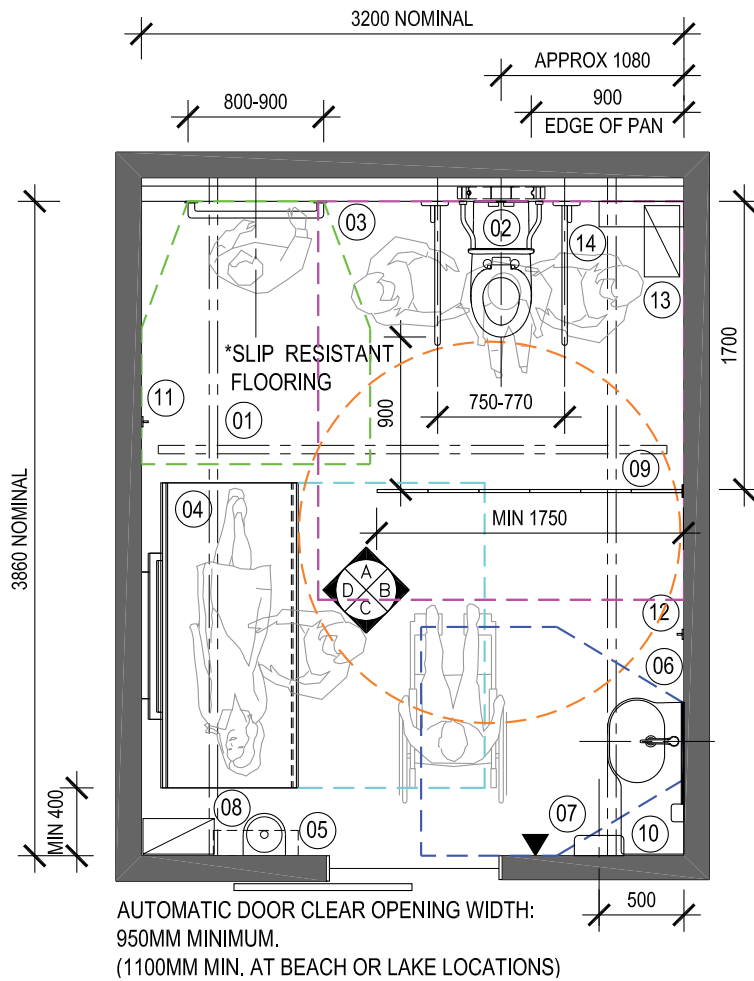 3200 NOMINAL
APPROX 1080
800-900
900
EDGE OF PAN
03
02
14
13
1700
*SLIP RESISTANT
FLOORING
11
01
900
750-770
09
04
MIN 1750
3860 NOMINAL
A
D B
C
12
06
MIN 400
08
05
07
10
500
AUTOMATIC DOOR CLEAR OPENING WIDTH:
950MM MINIMUM.
(1100MM MIN. AT BEACH OR LAKE LOCATIONS)